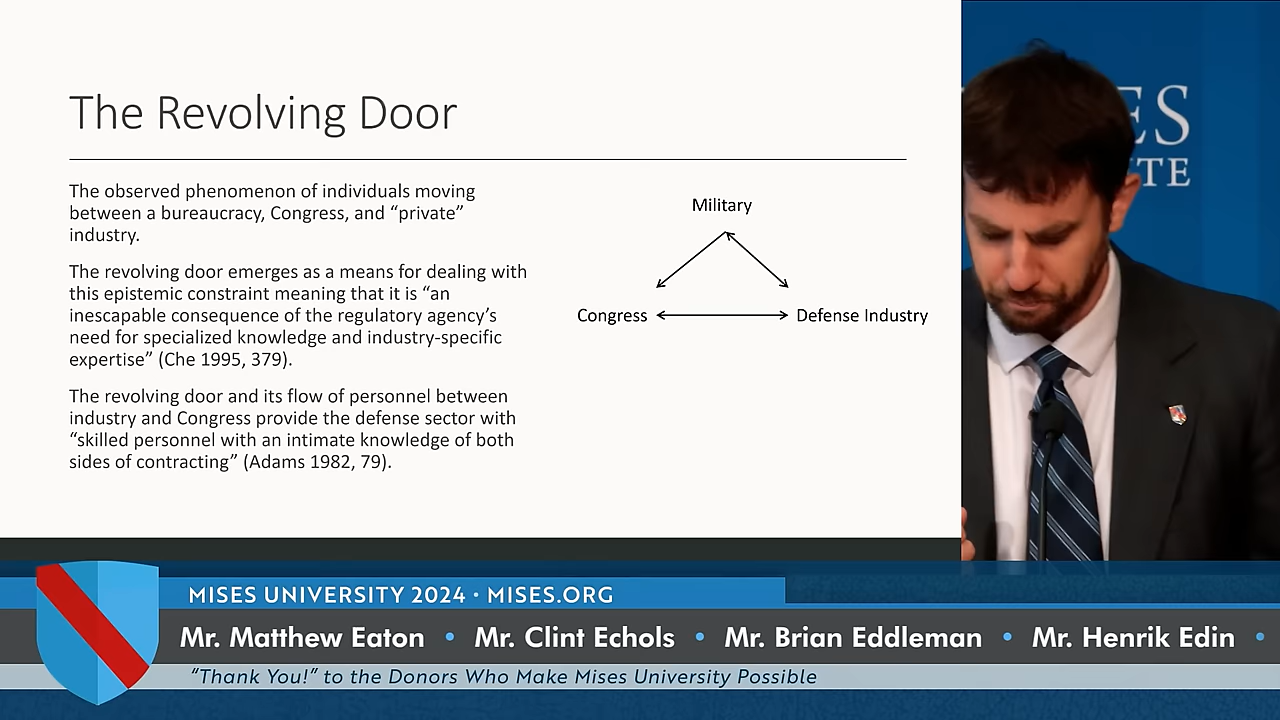 The Revolving Door
The observed phenomenon of individuals moving
between a bureaucracy, Congress, and “private”
industry.
The revolving door emerges as a means for dealing with
this epistemic constraint meaning that it is “an
inescapable consequence of the regulatory agency’s
need for specialized knowledge and industry-specific
expertise” (Che 1995, 379).
The revolving door and its flow of personnel between
industry and Congress provide the defense sector with
“skilled personnel with an intimate knowledge of both
sides of contracting” (Adams 1982, 79).
Military
Congress
Defense Industry
ES
TE
MISES UNIVERSITY 2024 • MISES.ORG
Mr. Matthew Eaton • Mr. Clint Echols • Mr. Brian Eddleman • Mr. Henrik Edin •
“Thank You!” to the Donors Who Make Mises University Possible